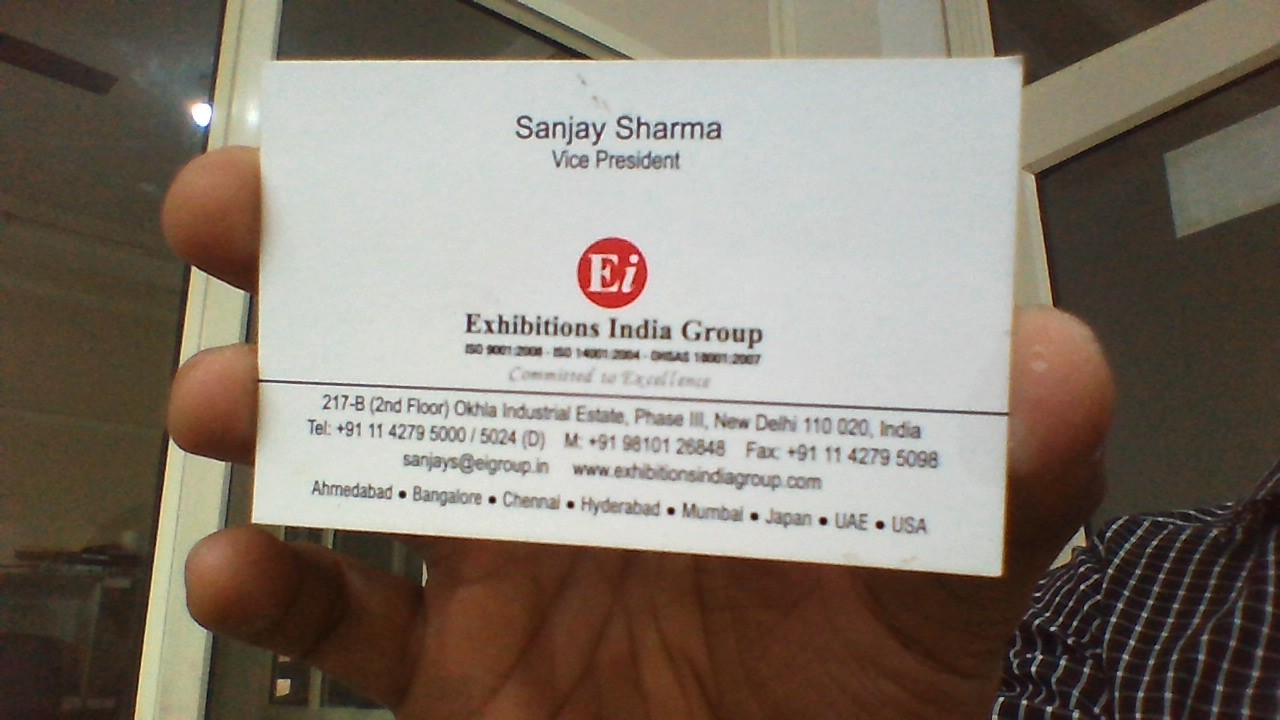 Sanjay Sharma
Vice President
Ei
Exhibitions India Group
ISO 9001:2008 - ISO 14001:2004 - OHSAS 18001:2007
Committed to Excellence
217-B (2nd Floor) Okhla Industrial Estate, Phase III, New Delhi 110 020, India
Tel: +91 11 4279 5000 / 5024 (D) M: +91 98101 26848 Fax: +91 11 4279 5098
sanjays@eigroup.in www.exhibitionsindiagroup.com
Ahmedabad ● Bangalore ● Chennai ● Hyderabad ● Mumbai ● Japan ● UAE ● USA